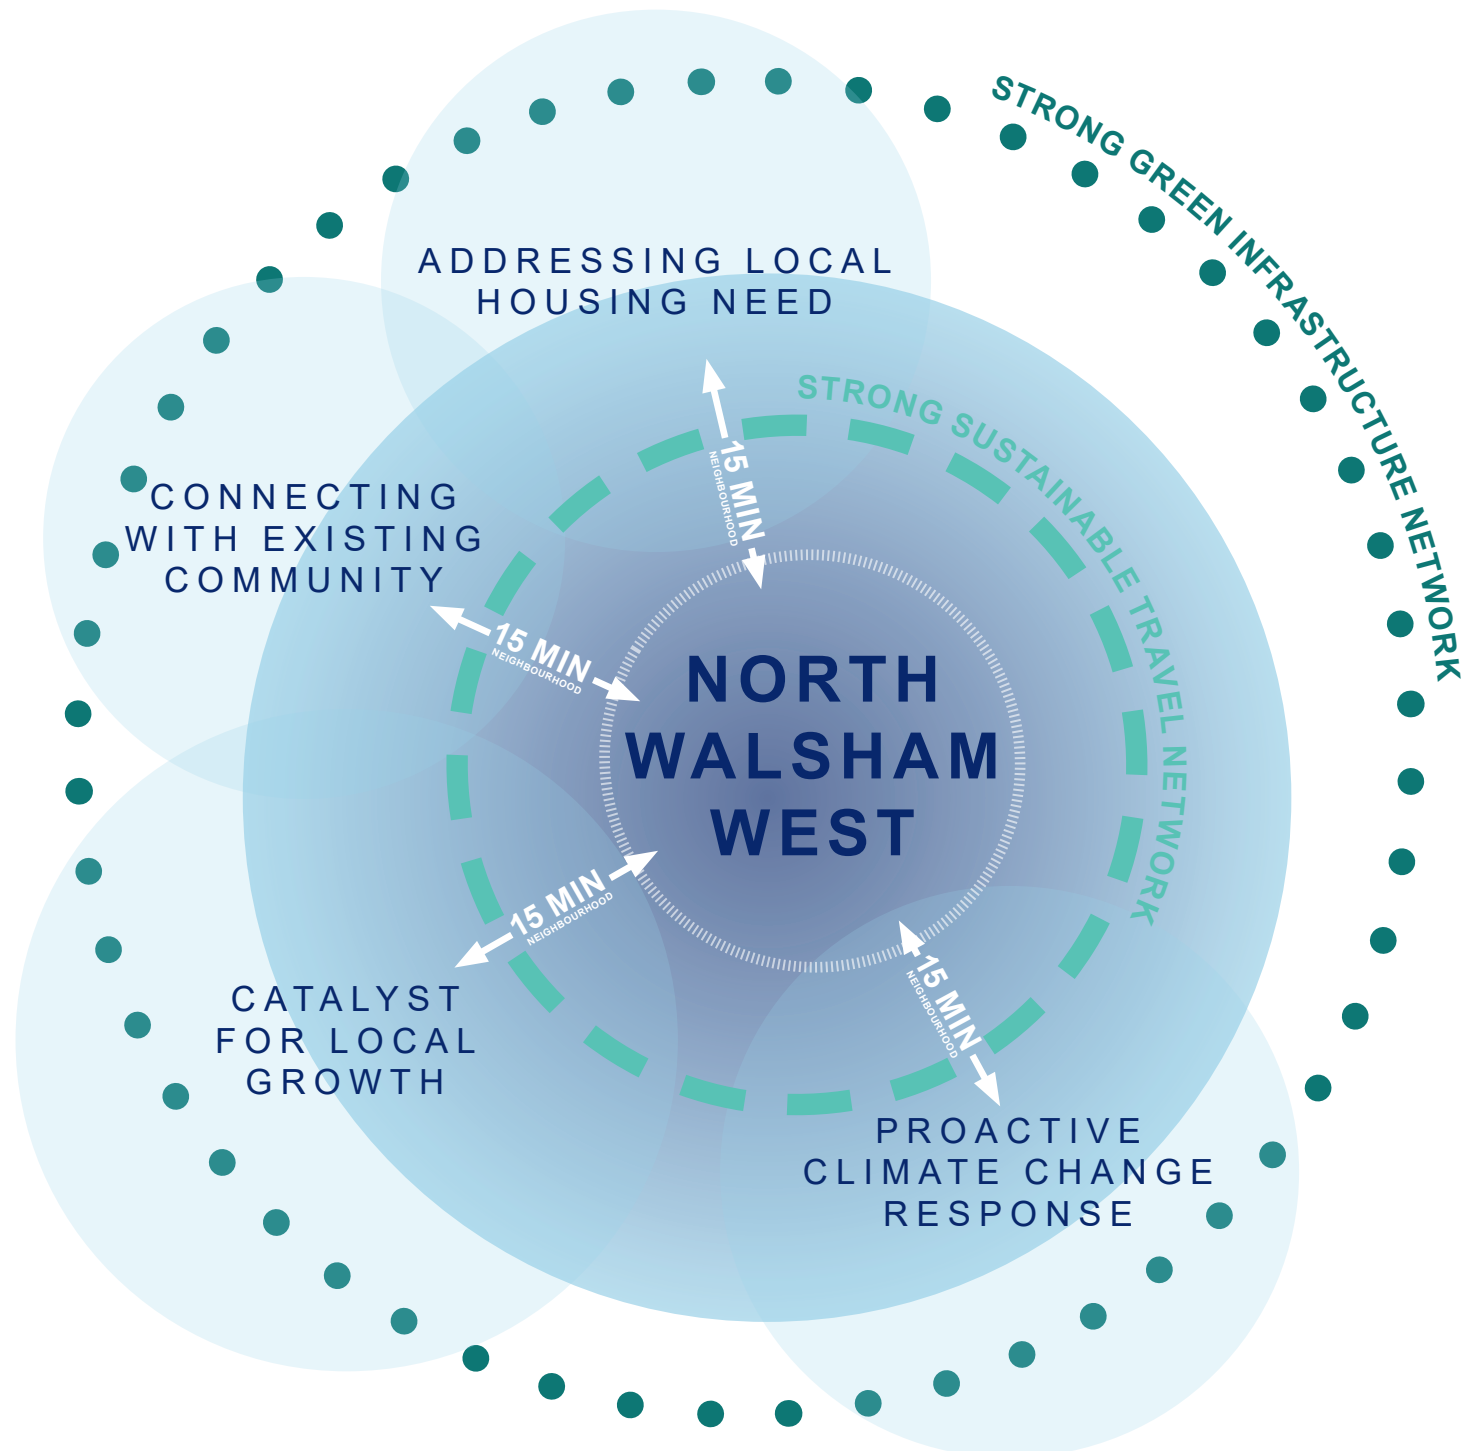 STRONG GREEN INFRASTRUCTURE NETWORK
ADDRESSING LOCAL
HOUSING NEED
STRONG SUSTAINABLE TRAVEL NETWORK
15 MIN
NEIGHBOURHOOD
CONNECTING
WITH EXISTING
COMMUNITY
15 MIN
NEIGHBOURHOOD
NORTH
WALSHAM
WEST
15 MIN
NEIGHBOURHOOD
CATALYST
FOR LOCAL
GROWTH
15 MIN
NEIGHBOURHOOD
PROACTIVE
CLIMATE CHANGE
RESPONSE